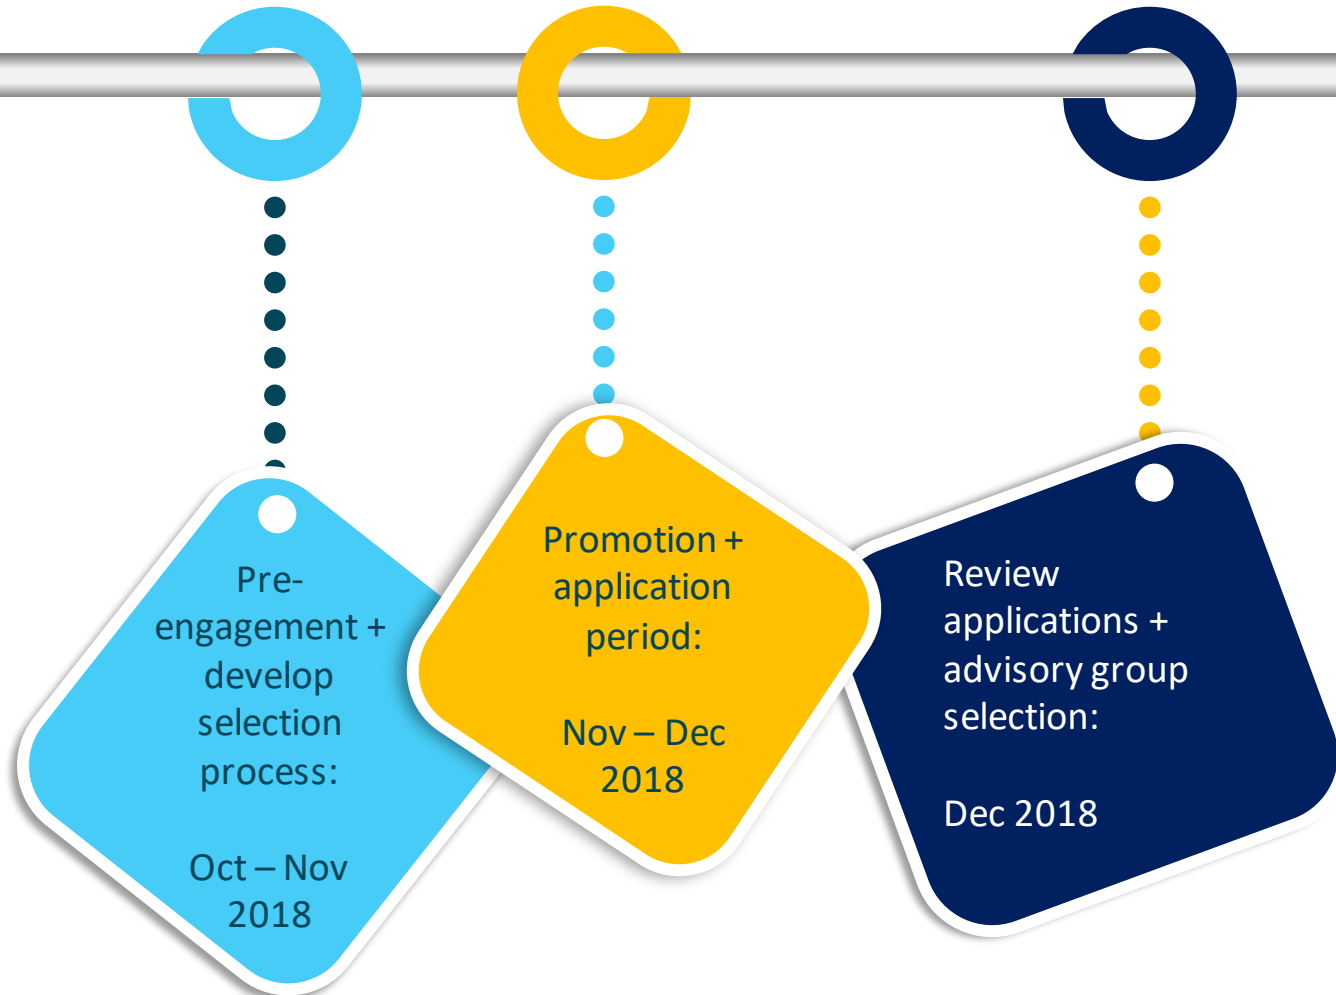 Pre-
engagement +
develop
selection
process:
Oct – Nov
2018
Promotion +
application
period:
Nov – Dec
2018
Review
applications +
advisory group
selection:
Dec 2018